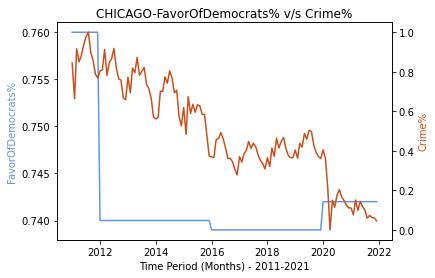 CHICAGO-FavorOfDemocrats% v/s Crime%
0.760
0.755
0.750
0.745
0.740
FavorOfDemocrats%
1.0
0.8
0.6
0.4
0.2
0.0
Crime%
2012 2014 2016 2018 2020 2022
Time Period (Months) - 2011-2021